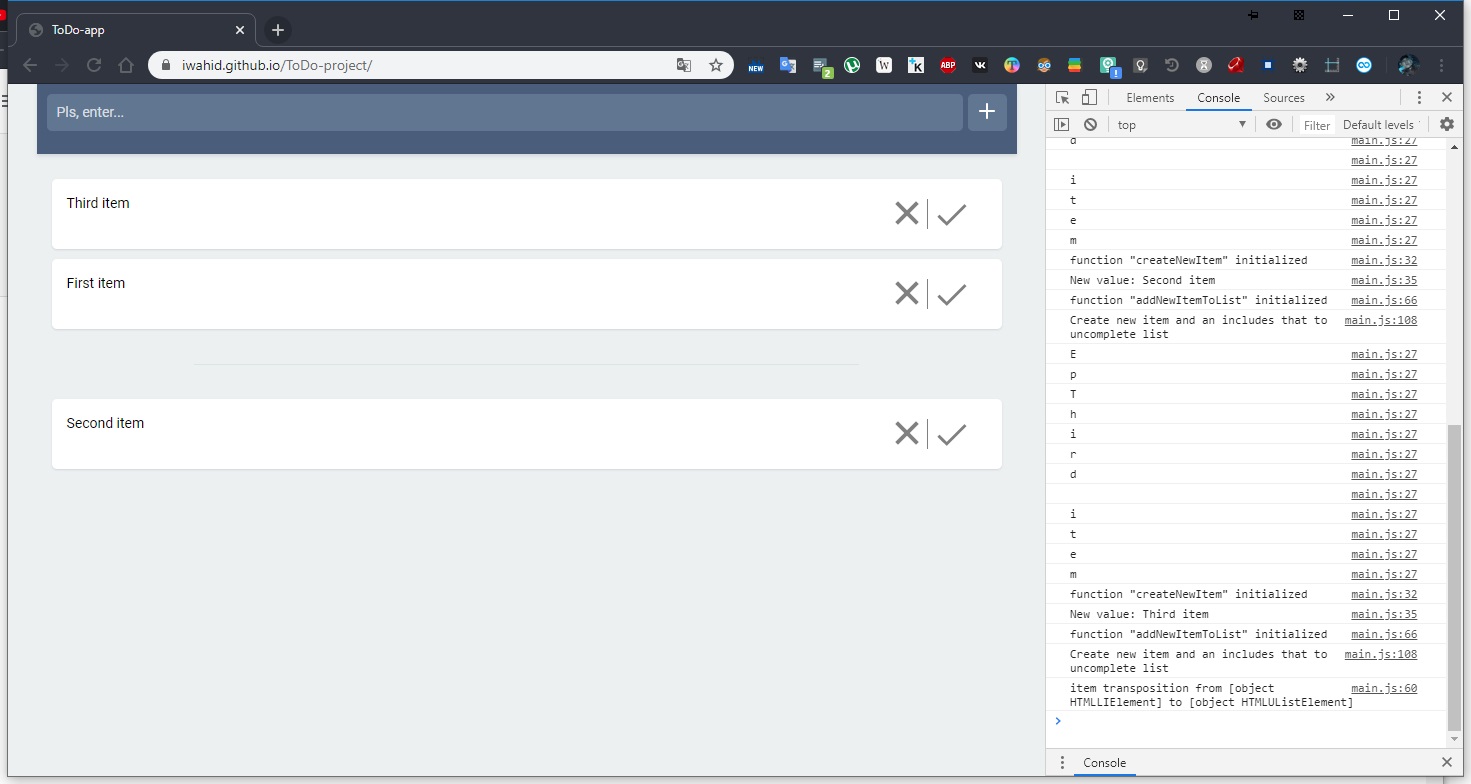 ToDo-app
iwahid.github.io/ToDo-project/
NEW
2
W
K
ABP
!
Pls, enter...
Third item
First item
Second item
Elements Console Sources »
top Filter Default levels
d main.js:27
main.js:27
i main.js:27
t main.js:27
e main.js:27
m main.js:27
function "createNewItem" initialized main.js:32
New value: Second item main.js:35
function "addNewItemToList" initialized main.js:66
Create new item and an includes that to main.js:108
uncomplete list
E main.js:27
p main.js:27
T main.js:27
h main.js:27
i main.js:27
r main.js:27
d main.js:27
main.js:27
i main.js:27
t main.js:27
e main.js:27
m main.js:27
function "createNewItem" initialized main.js:32
New value: Third item main.js:35
function "addNewItemToList" initialized main.js:66
Create new item and an includes that to main.js:108
uncomplete list
item transposition from [object main.js:60
HTMLLIElement] to [object HTMLUListElement]
Console